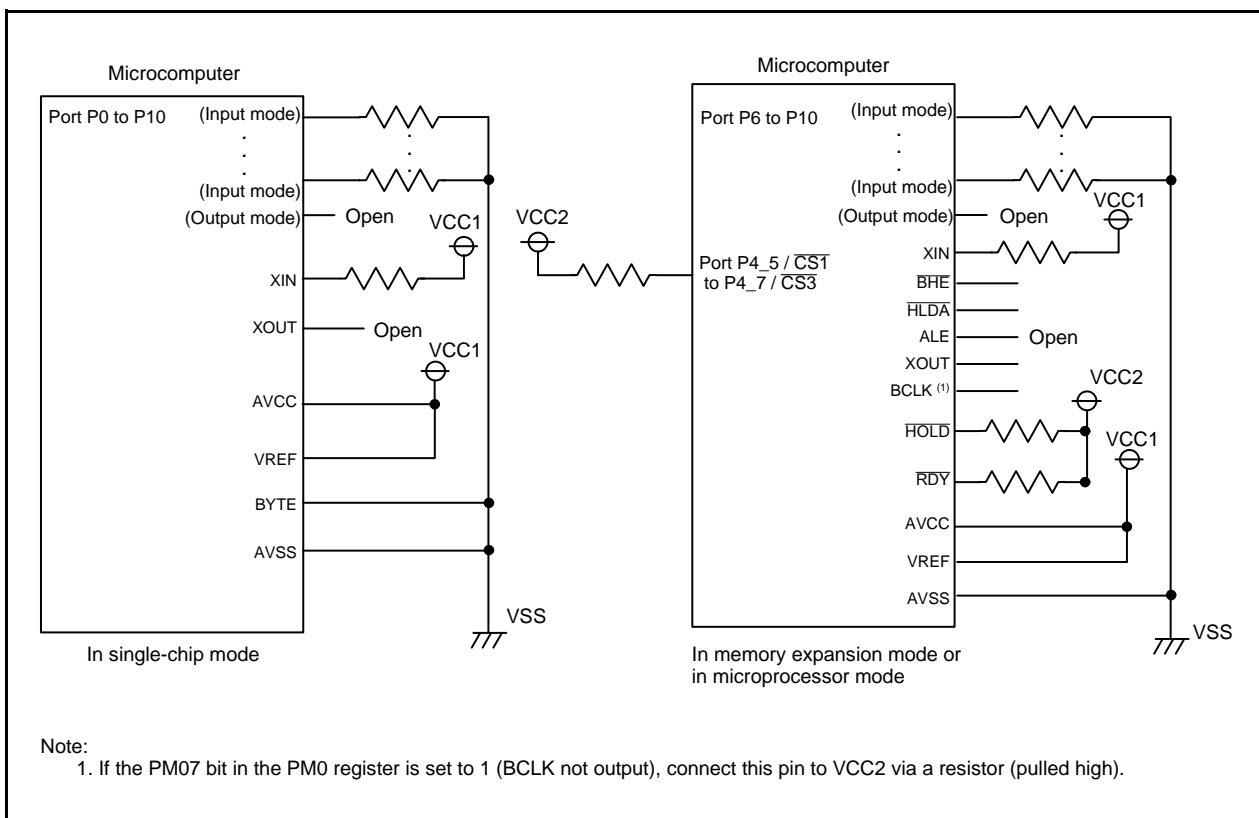 Microcomputer
Port P0 to P10
(Input mode)
.
.
.
(Input mode)
(Output mode)
Open
VCC1
XIN
XOUT
Open
VCC1
AVCC
VREF
BYTE
AVSS
VSS
In single-chip mode
Microcomputer
Port P6 to P10
(Input mode)
.
.
.
(Input mode)
(Output mode)
Open
VCC1
VCC2
Port P4_5 / CS1
to P4_7 / CS3
XIN
BHE
HLDA
ALE
Open
XOUT
BCLK (1)
VCC2
HOLD
VCC1
RDY
AVCC
VREF
AVSS
VSS
In memory expansion mode or
in microprocessor mode
Note:
1. If the PM07 bit in the PM0 register is set to 1 (BCLK not output), connect this pin to VCC2 via a resistor (pulled high).